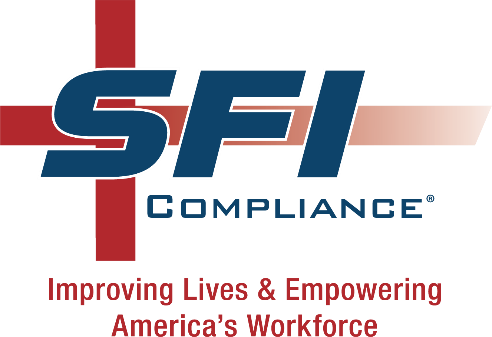 SFI
COMPLIANCE®
Improving Lives & Empowering
America's Workforce